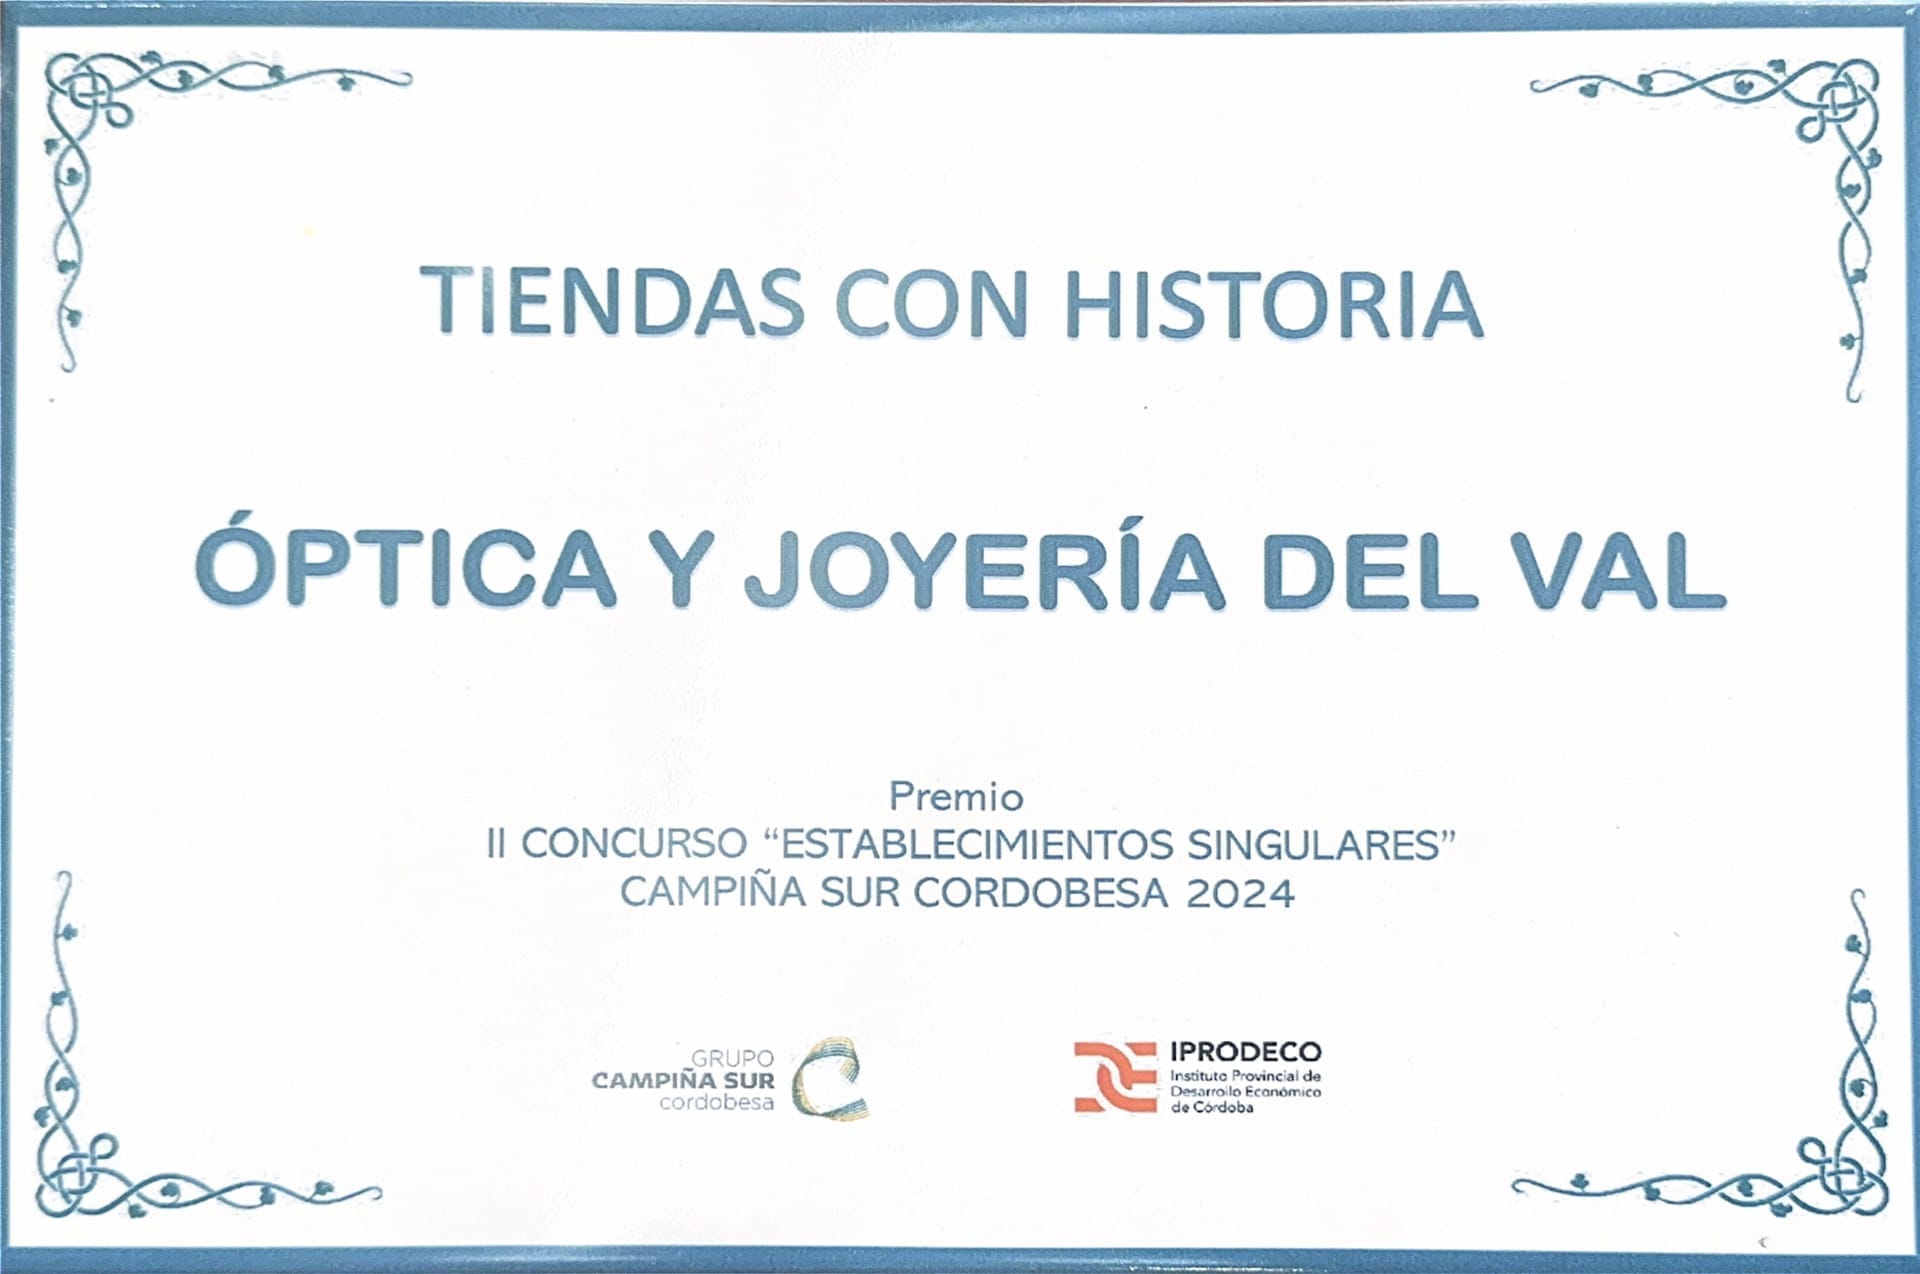 TIENDAS CON HISTORIA
ÓPTICA Y JOYERÍA DEL VAL
Premio
II CONCURSO “ESTABLECIMIENTOS SINGULARES”
CAMPIÑA SUR CORDOBESA 2024
GRUPO
CAMPIÑA SUR
cordobesa
IPRODECO
Instituto Provincial de
Desarrollo Económico
de Córdoba